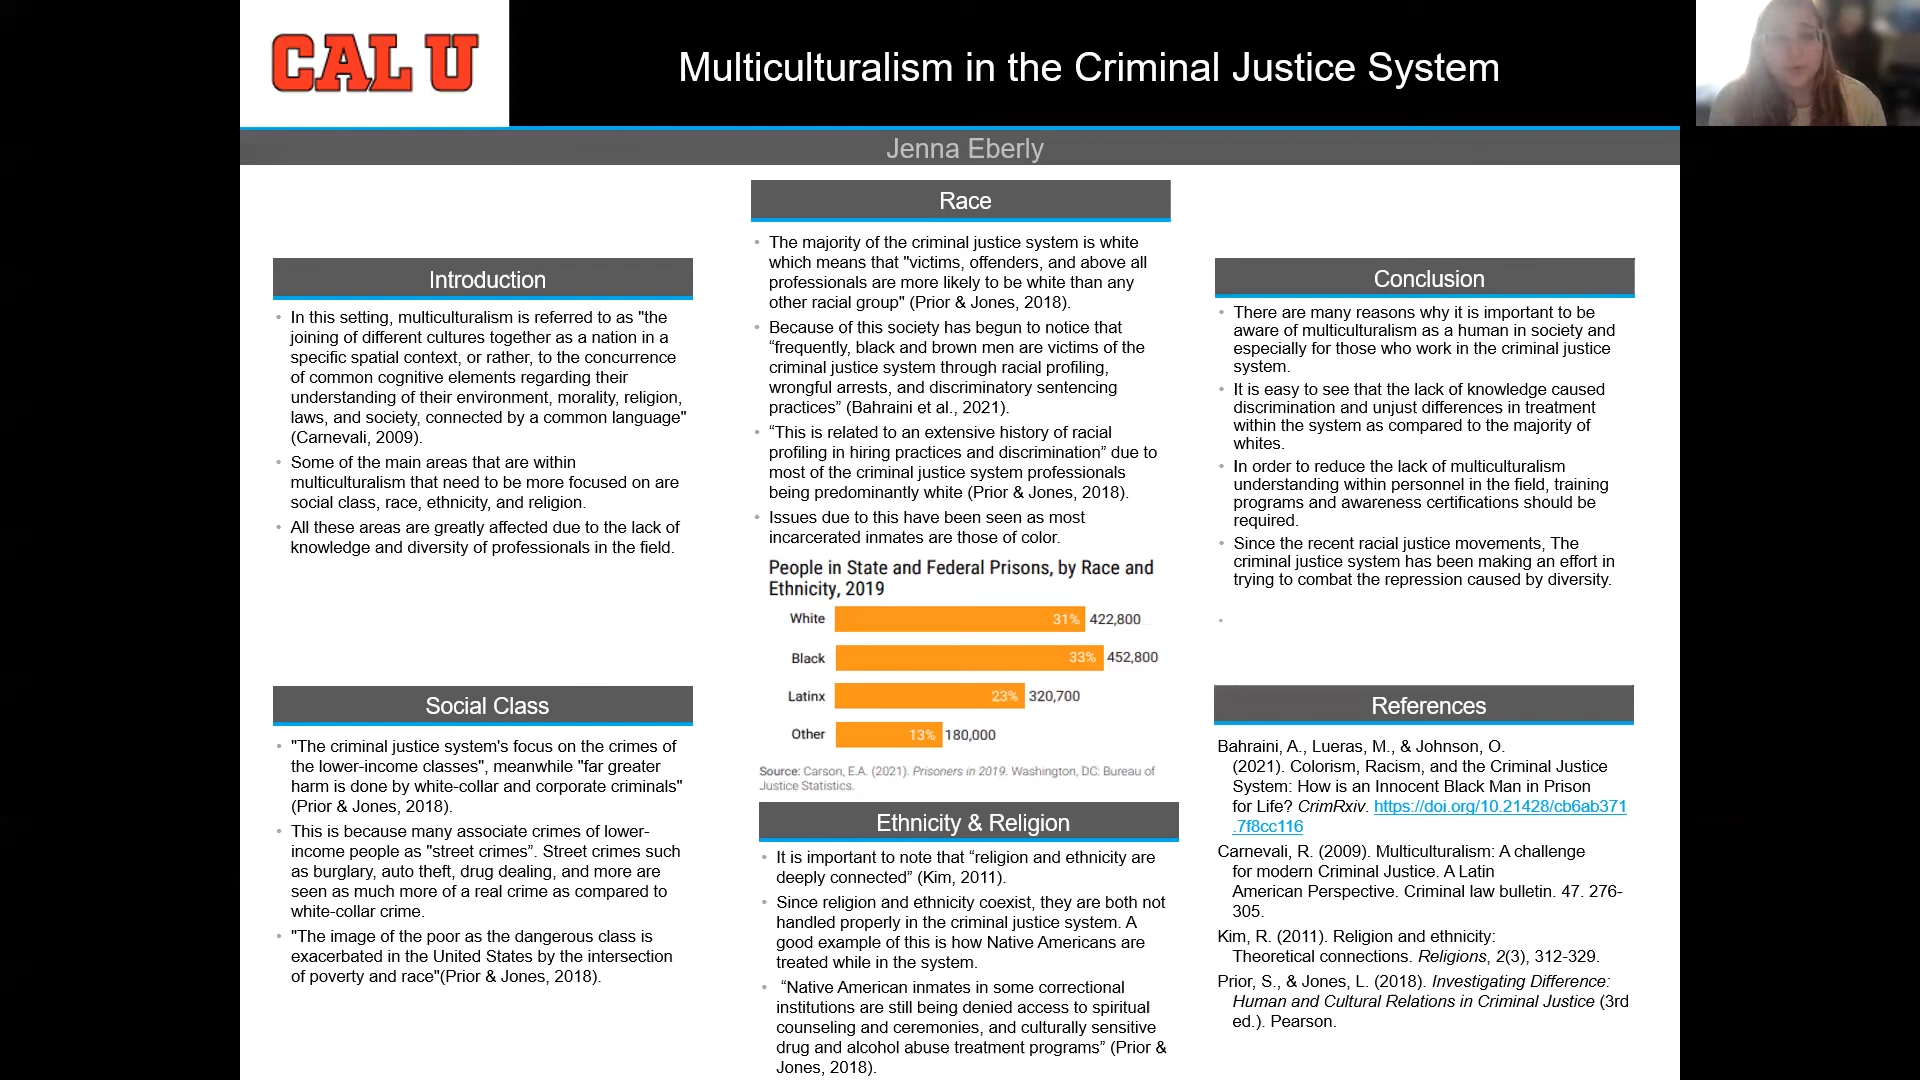 CAL U
Multiculturalism in the Criminal Justice System
Jenna Eberly
Introduction
• In this setting, multiculturalism is referred to as "the
joining of different cultures together as a nation in a
specific spatial context, or rather, to the concurrence
of common cognitive elements regarding their
understanding of their environment, morality, religion,
laws, and society, connected by a common language"
(Carnevali, 2009).
• Some of the main areas that are within
multiculturalism that need to be more focused on are
social class, race, ethnicity, and religion.
• All these areas are greatly affected due to the lack of
knowledge and diversity of professionals in the field.
Social Class
• "The criminal justice system's focus on the crimes of
the lower-income classes", meanwhile "far greater
harm is done by white-collar and corporate criminals"
(Prior & Jones, 2018).
• This is because many associate crimes of lower-
income people as "street crimes”. Street crimes such
as burglary, auto theft, drug dealing, and more are
seen as much more of a real crime as compared to
white-collar crime.
• "The image of the poor as the dangerous class is
exacerbated in the United States by the intersection
of poverty and race"(Prior & Jones, 2018).
Race
• The majority of the criminal justice system is white
which means that "victims, offenders, and above all
professionals are more likely to be white than any
other racial group" (Prior & Jones, 2018).
• Because of this society has begun to notice that
“frequently, black and brown men are victims of the
criminal justice system through racial profiling,
wrongful arrests, and discriminatory sentencing
practices” (Bahraini et al., 2021).
• “This is related to an extensive history of racial
profiling in hiring practices and discrimination” due to
most of the criminal justice system professionals
being predominantly white (Prior & Jones, 2018).
• Issues due to this have been seen as most
incarcerated inmates are those of color.
People in State and Federal Prisons, by Race and
Ethnicity, 2019
White 31% 422,800
Black 33% 452,800
Latinx 23% 320,700
Other 13% 180,000
Source: Carson, E.A. (2021). Prisoners in 2019. Washington, DC: Bureau of
Justice Statistics.
Ethnicity & Religion
• It is important to note that “religion and ethnicity are
deeply connected” (Kim, 2011).
• Since religion and ethnicity coexist, they are both not
handled properly in the criminal justice system. A
good example of this is how Native Americans are
treated while in the system.
• “Native American inmates in some correctional
institutions are still being denied access to spiritual
counseling and ceremonies, and culturally sensitive
drug and alcohol abuse treatment programs” (Prior &
Jones, 2018).
Conclusion
• There are many reasons why it is important to be
aware of multiculturalism as a human in society and
especially for those who work in the criminal justice
system.
• It is easy to see that the lack of knowledge caused
discrimination and unjust differences in treatment
within the system as compared to the majority of
whites.
• In order to reduce the lack of multiculturalism
understanding within personnel in the field, training
programs and awareness certifications should be
required.
• Since the recent racial justice movements, The
criminal justice system has been making an effort in
trying to combat the repression caused by diversity.
•
References
Bahraini, A., Lueras, M., & Johnson, O.
(2021). Colorism, Racism, and the Criminal Justice
System: How is an Innocent Black Man in Prison
for Life? CrimRxiv. https://doi.org/10.21428/cb6ab371
.7f8cc116
Carnevali, R. (2009). Multiculturalism: A challenge
for modern Criminal Justice. A Latin
American Perspective. Criminal law bulletin. 47. 276-
305.
Kim, R. (2011). Religion and ethnicity:
Theoretical connections. Religions, 2(3), 312-329.
Prior, S., & Jones, L. (2018). Investigating Difference:
Human and Cultural Relations in Criminal Justice (3rd
ed.). Pearson.